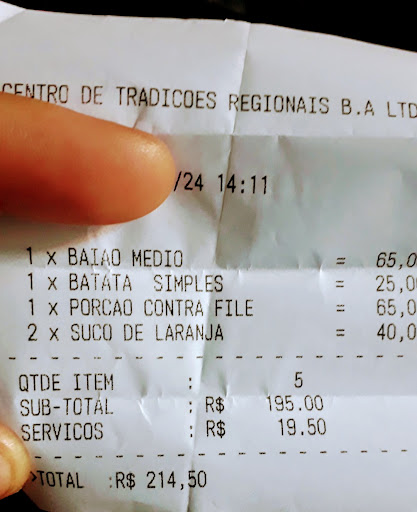 CENTRO DE TRADICOES REGIONAIS B.A LTD
/24 14:11
1 x BAIAO MEDIO = 65,0
1 x BATATA SIMPLES = 25,0
1 x PORCAO CONTRA FILE = 65,0
2 x SUCO DE LARANJA = 40,0
QTDE ITEM : 5
SUB-TOTAL : R$ 195.00
SERVICOS : R$ 19.50
>TOTAL :R$ 214,50